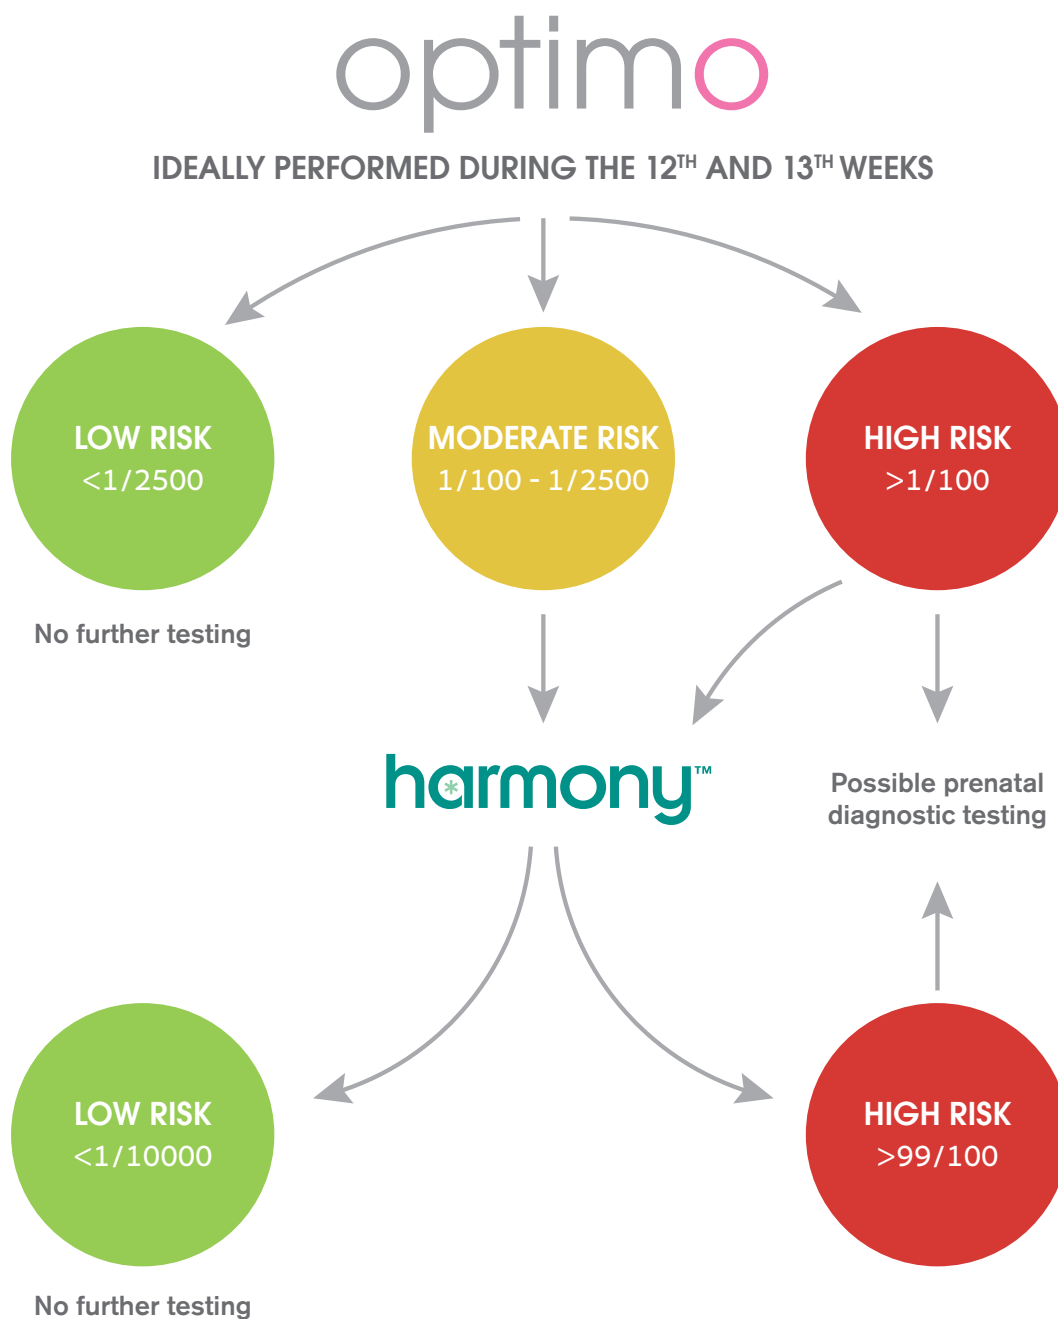 optimo
IDEALLY PERFORMED DURING THE 12TH AND 13TH WEEKS
LOW RISK
<1/2500
MODERATE RISK
1/100 - 1/2500
HIGH RISK
>1/100
No further testing
harmony™
Possible prenatal
diagnostic testing
LOW RISK
<1/10000
HIGH RISK
>99/100
No further testing